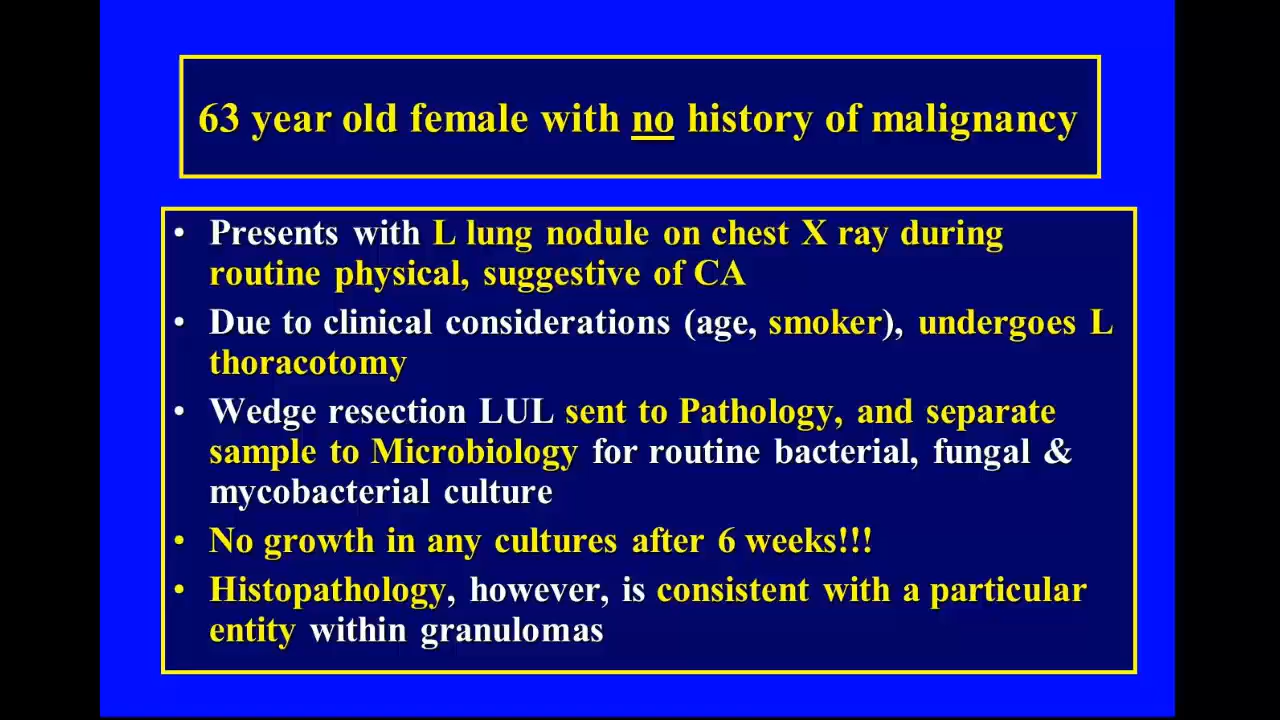 63 year old female with no history of malignancy
• Presents with L lung nodule on chest X ray during
routine physical, suggestive of CA
• Due to clinical considerations (age, smoker), undergoes L
thoracotomy
• Wedge resection LUL sent to Pathology, and separate
sample to Microbiology for routine bacterial, fungal &
mycobacterial culture
• No growth in any cultures after 6 weeks!!!
• Histopathology, however, is consistent with a particular
entity within granulomas